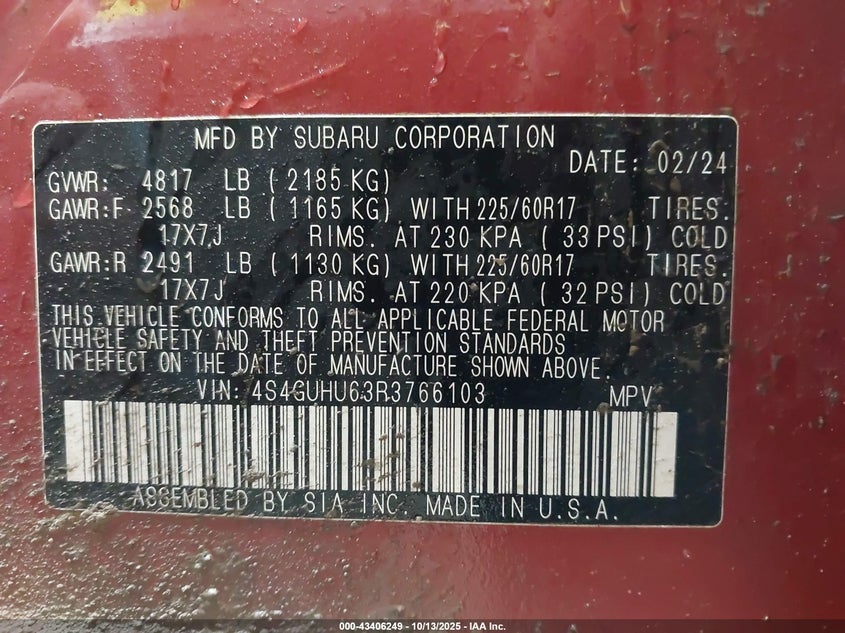 MFD BY SUBARU CORPORATION
DATE: 02/24
GVWR: 4817 LB ( 2185 KG)
GAWR:F 2568 LB ( 1165 KG) WITH 225/60R17 TIRES.
17X7J RIMS. AT 230 KPA ( 33 PSI) COLD
GAWR:R 2491 LB ( 1130 KG) WITH 225/60R17 TIRES.
17X7J RIMS. AT 220 KPA ( 32 PSI) COLD
THIS VEHICLE CONFORMS TO ALL APPLICABLE FEDERAL MOTOR
VEHICLE SAFETY AND THEFT PREVENTION STANDARDS
IN EFFECT ON THE DATE OF MANUFACTURE SHOWN ABOVE.
VIN: 4S4GUHU63R3766103 MPV
ASSEMBLED BY SIA INC. MADE IN U.S.A.
000-43406249 - 10/13/2025 - IAA Inc.